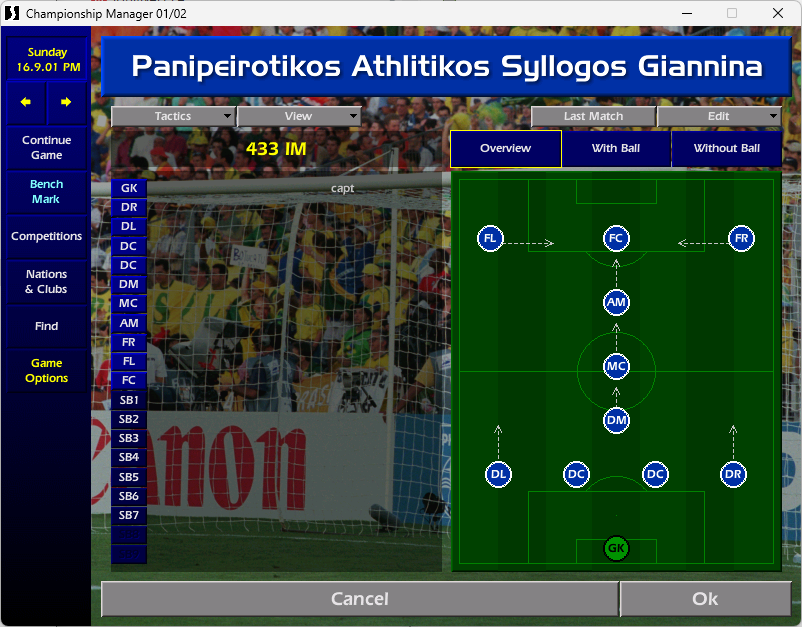 Championship Manager 01/02
Sunday
16.9.01 PM
Panipeirotikos Athlitikos Syllogos Giannina
Tactics
View
Last Match
Edit
433 IM
Overview
With Ball
Without Ball
Continue
Game
Bench
Mark
Competitions
Nations
& Clubs
Find
Game
Options
GK capt
DR
DL
DC
DC
DM
MC
AM
FR
FL
FC
SB1
SB2
SB3
SB4
SB5
SB6
SB7
FL FC FR
AM
MC
DM
DL DC DC DR
GK
Canon
Cancel
Ok